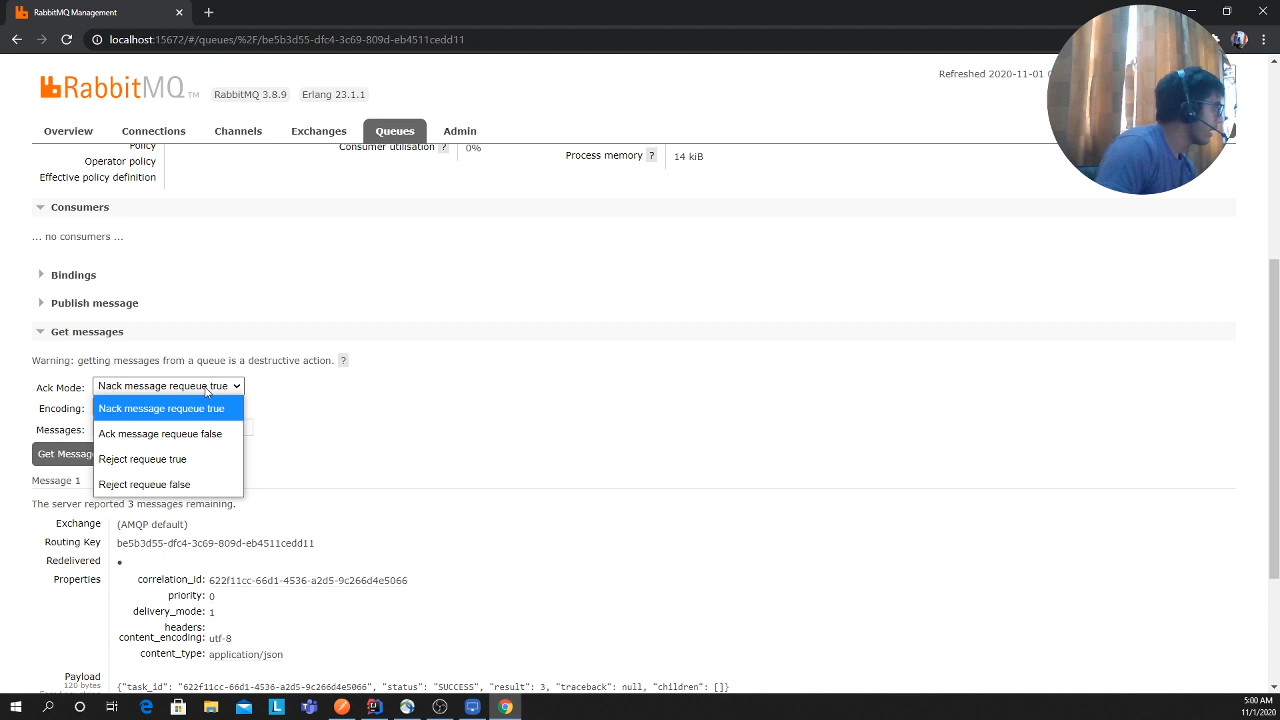 RabbitMQ Management
localhost:15672/#/queues/%2F/be5b3d55-dfc4-3c69-809d-eb4511cedd11
RabbitMQ TM RabbitMQ 3.8.9 Erlang 23.1.1
Refreshed 2020-11-01
Overview Connections Channels Exchanges Queues Admin
Policy
Consumer utilisation ? 0%
Process memory ? 14 kiB
Operator policy
Effective policy definition
Consumers
... no consumers ...
Bindings
Publish message
Get messages
Warning: getting messages from a queue is a destructive action. ?
Ack Mode: Nack message requeue true
Encoding: Nack message requeue true
Messages: Ack message requeue false
Get Messag Reject requeue true
Message 1 Reject requeue false
The server reported 3 messages remaining.
Exchange (AMQP default)
Routing Key be5b3d55-dfc4-3c69-809d-eb4511cedd11
Redelivered •
Properties
correlation_id: 622f11cc-66d1-4536-a2d5-9c266d4e5066
priority: 0
delivery_mode: 1
headers:
content_encoding: utf-8
content_type: application/json
Payload
120 bytes
{"task_id": "622f11cc-66d1-4536-a2d5-9c266d4e5066", "status": "SUCCESS", "result": 3, "traceback": null, "children": []}
5:00 AM
11/1/2020